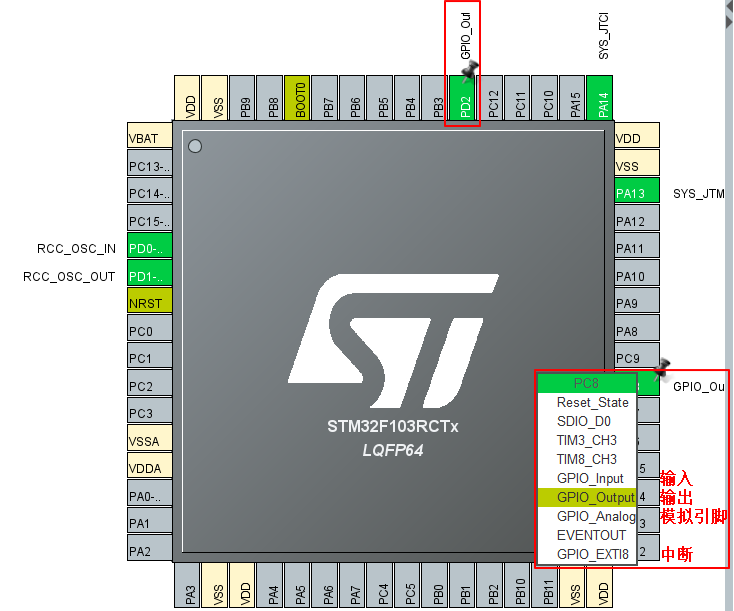 GPIO_Out
SYS_JTCI
VDD
VSS
PB9
PB8
BOOT0
PB7
PB6
PB5
PB4
PB3
PD2
PC12
PC11
PC10
PA15
PA14
VBAT
PC13-..
PC14-..
PC15-..
RCC_OSC_IN
PD0-..
RCC_OSC_OUT
PD1-..
NRST
PC0
PC1
PC2
PC3
VSSA
VDDA
PA0-..
PA1
PA2
STM32F103RCTx
LQFP64
VDD
VSS
PA13
SYS_JTM
PA12
PA11
PA10
PA9
PA8
PC9
GPIO_Ou
PC8
Reset_State
SDIO_D0
TIM3_CH3
TIM8_CH3
GPIO_Input
输入
GPIO_Output
4
输出
GPIO_Analog
3
模拟引脚
EVENTOUT
GPIO_EXTI8
2
中断
5
PA3
VSS
VDD
PA4
PA5
PA6
PA7
PC4
PC5
PB0
PB1
PB2
PB10
PB11
VSS
VDD